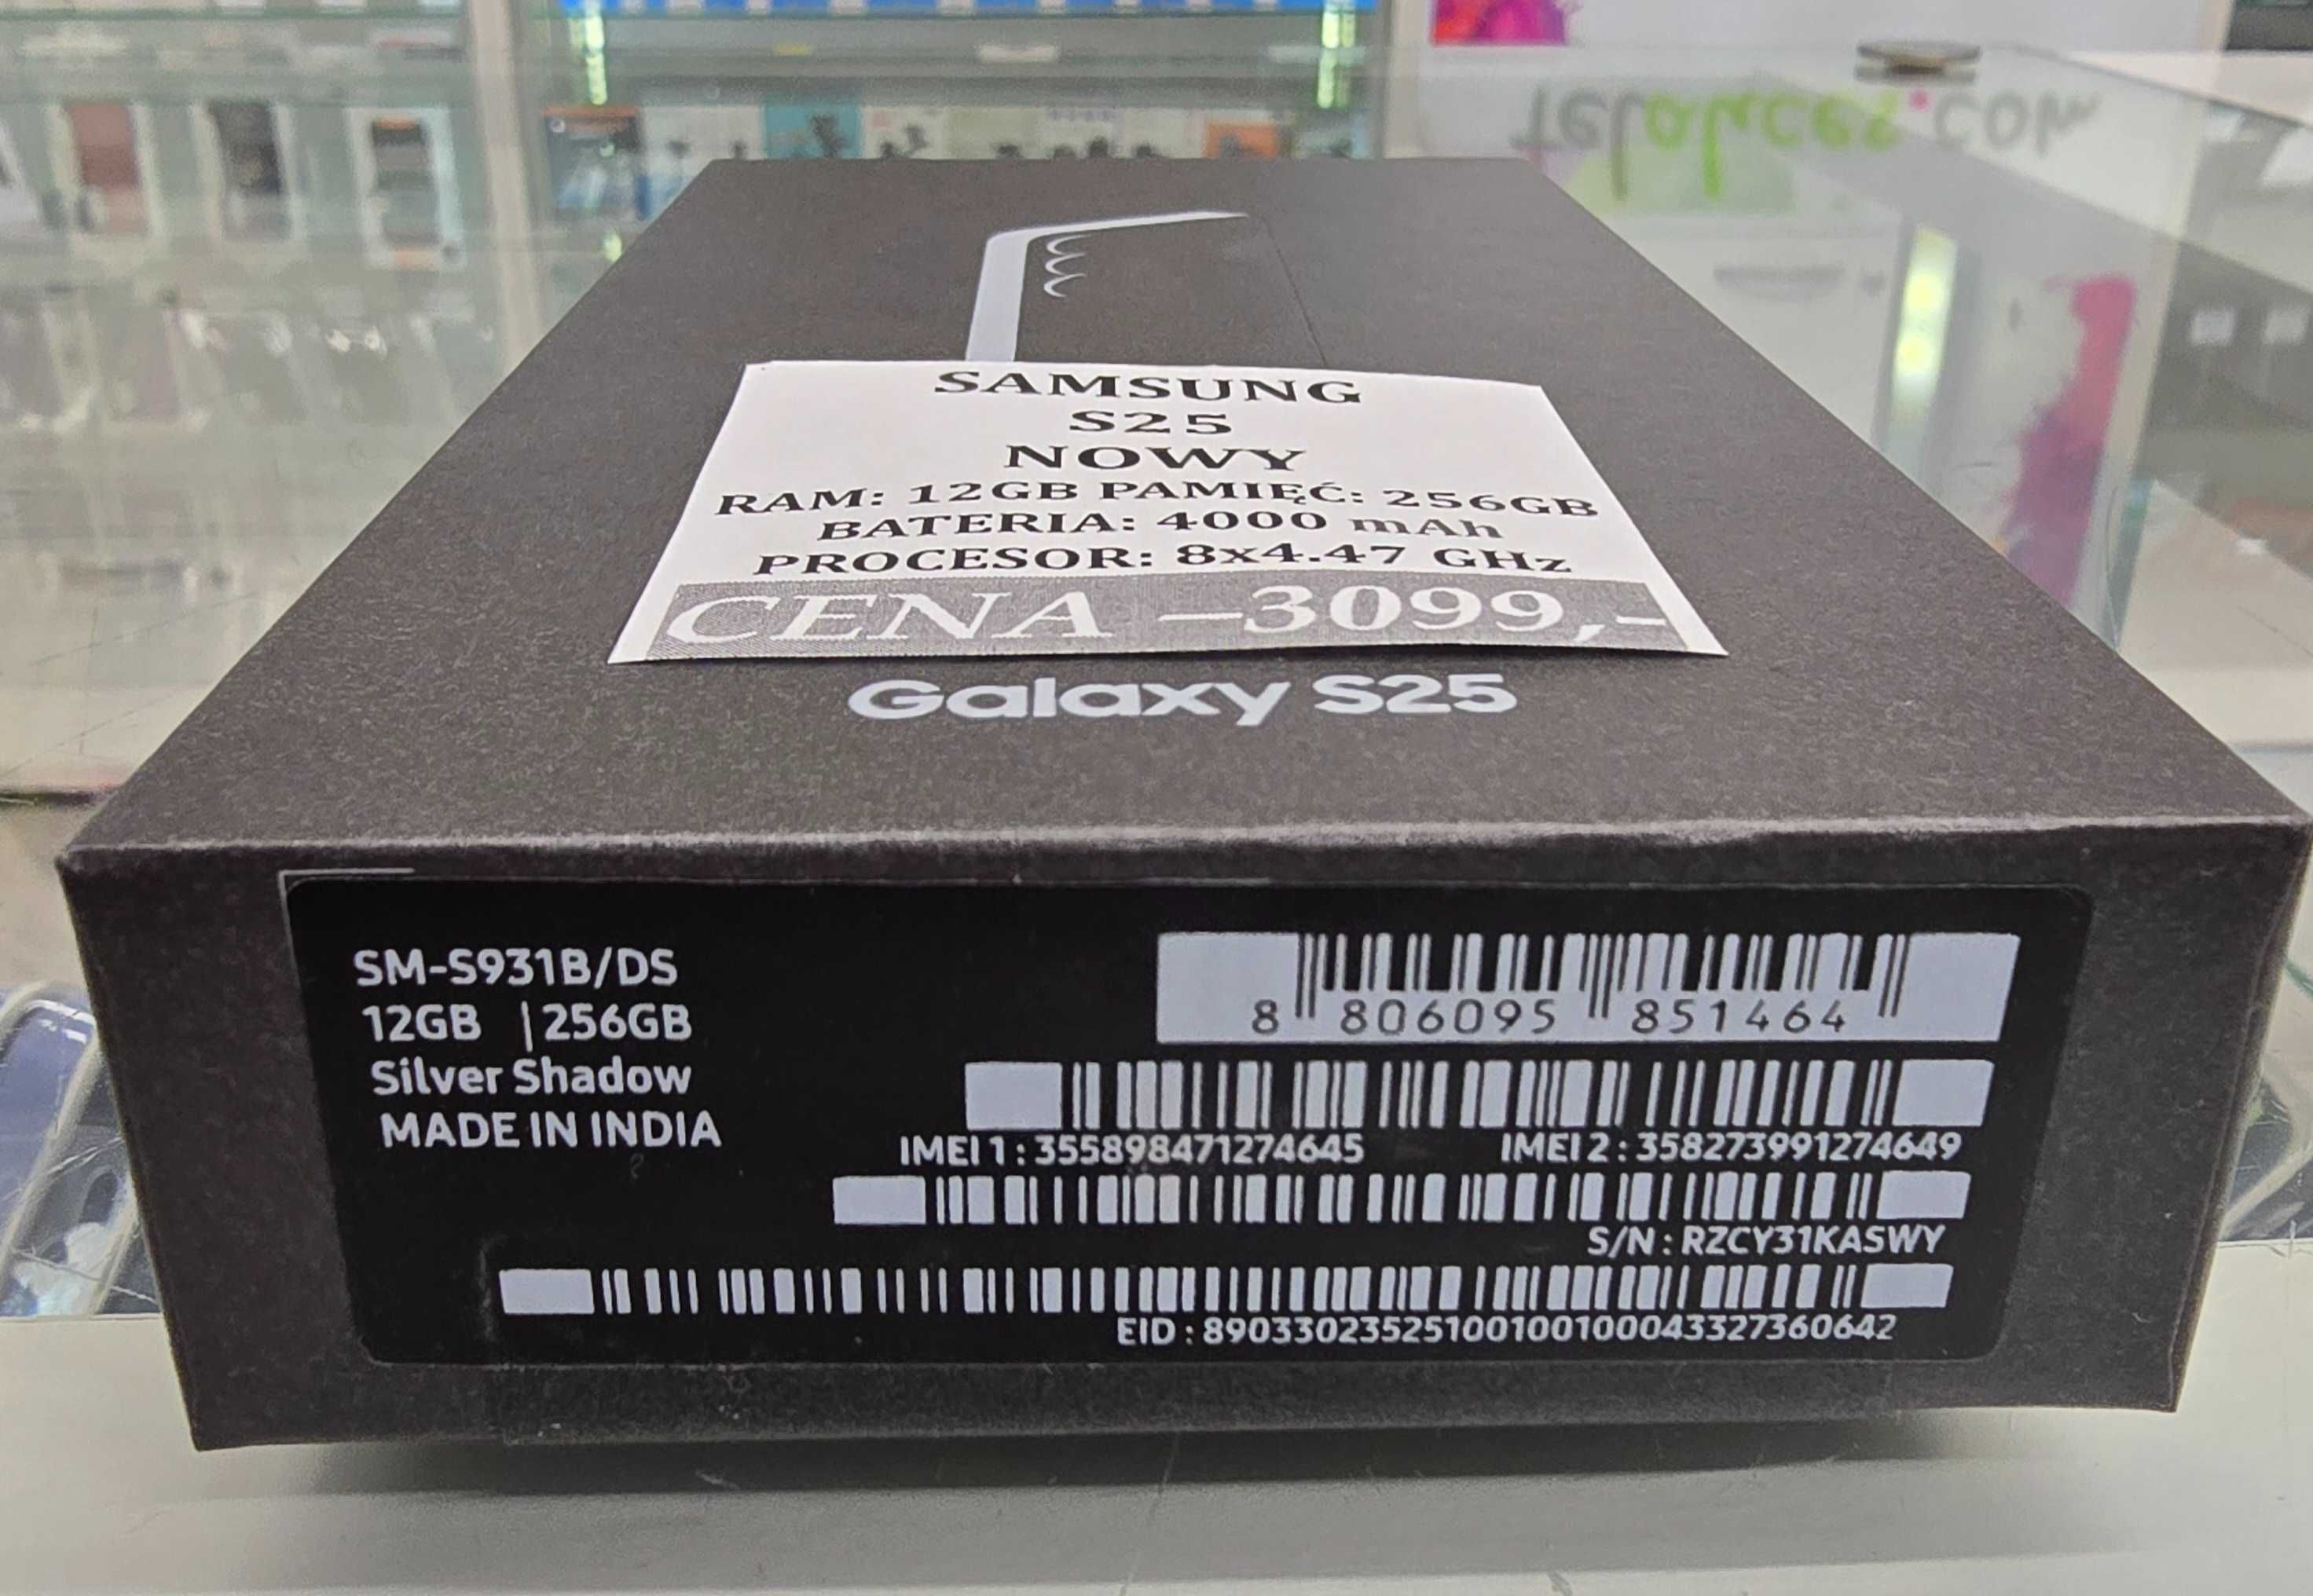 telakces.com
SAMSUNG
S25
NOWY
RAM: 12GB PAMIĘĆ: 256GB
BATERIA: 4000 mAh
PROCESOR: 8x4.47 GHz
CENA –3099,-
Galaxy S25
SM-S931B/DS
12GB | 256GB
Silver Shadow
MADE IN INDIA
8 806095 851464
IMEI 1 : 355898471274645 IMEI 2 : 358273991274649
S/N : RZCY31KASWY
EID : 89033023525100100100043327360642